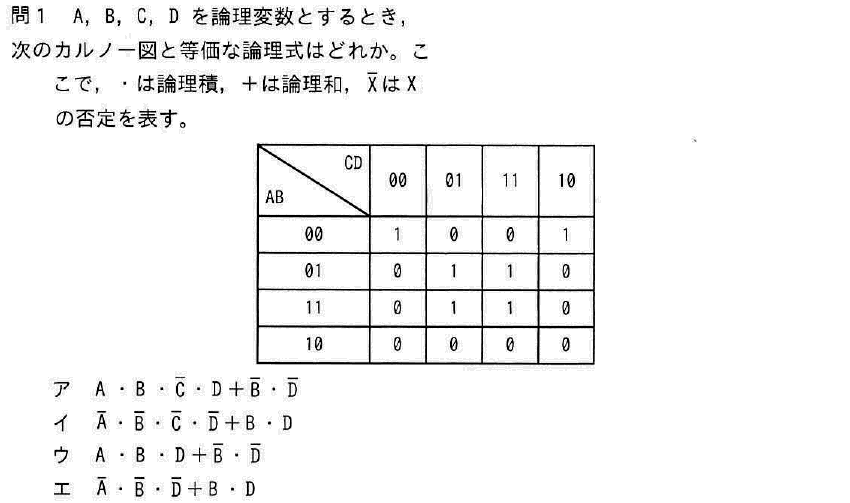 問1 A, B, C, D を論理変数とするとき,
次のカルノー図と等価な論理式はどれか。こ
こで, ・は論理積, +は論理和, X̄はX
の否定を表す。
CD
AB
00 01 11 10
00 1 0 0 1
01 0 1 1 0
11 0 1 1 0
10 0 0 0 0
ア A・B・C̄・D+B̄・D̄
イ Ā・B̄・C̄・D̄+B・D
ウ A・B・D+B̄・D̄
エ Ā・B̄・D̄+B・D